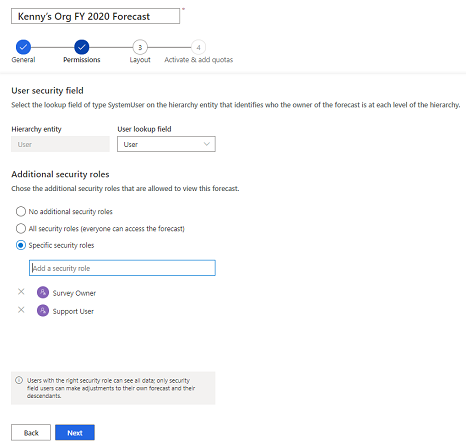 Kenny's Org FY 2020 Forecast
*
3
4
General
Permissions
Layout
Activate & add quotas
User security field
Select the lookup field of type SystemUser on the hierarchy entity that identifies who the owner of the forecast is at each level of the hierarchy.
Hierarchy entity
User lookup field
User
User
Additional security roles
Chose the additional security roles that are allowed to view this forecast.
No additional security roles
All security roles (everyone can access the forecast)
Specific security roles
Add a security role
Survey Owner
Support User
Users with the right security role can see all data; only security
field users can make adjustments to their own forecast and their
descendants.
Back
Next